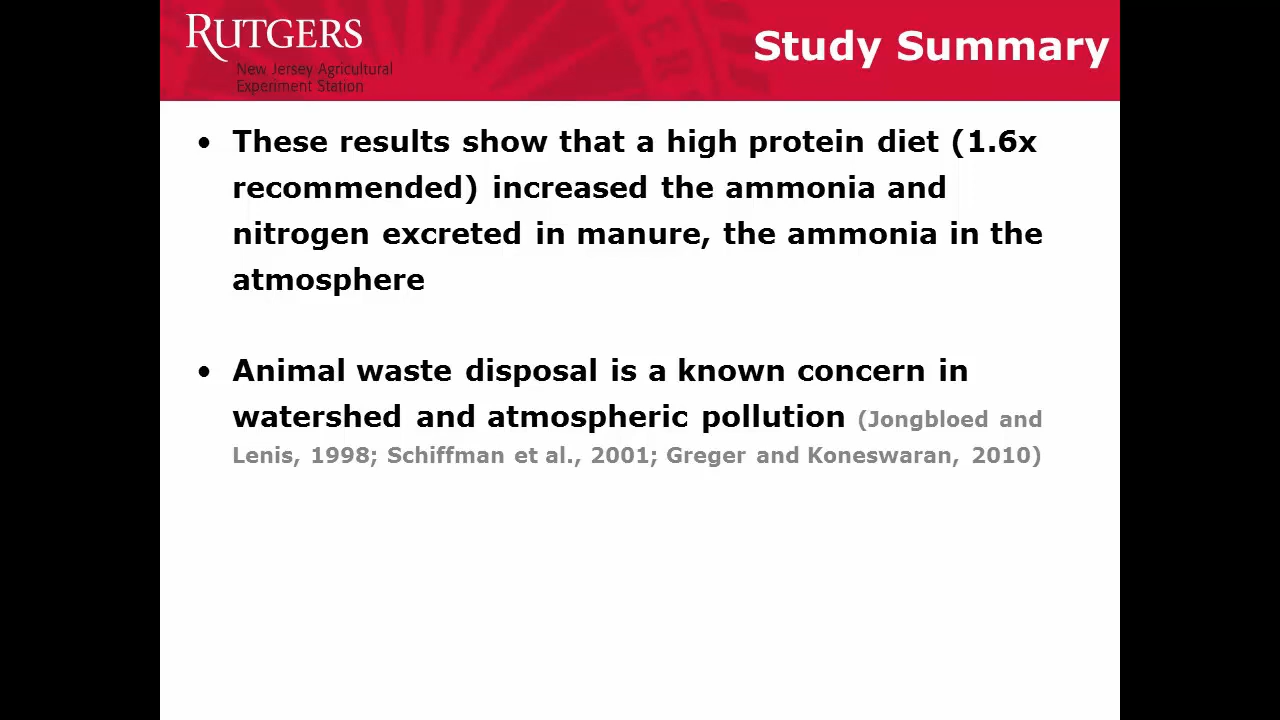 RUTGERS
New Jersey Agricultural
Experiment Station
Study Summary
• These results show that a high protein diet (1.6x
recommended) increased the ammonia and
nitrogen excreted in manure, the ammonia in the
atmosphere
• Animal waste disposal is a known concern in
watershed and atmospheric pollution (Jongbloed and
Lenis, 1998; Schiffman et al., 2001; Greger and Koneswaran, 2010)